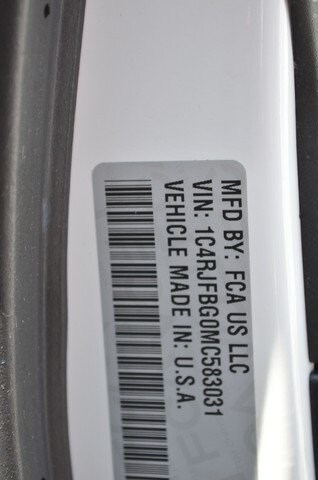 MFD BY: FCA US LLC
VIN: 1C4RJFBG0MC583031
VEHICLE MADE IN: U.S.A.